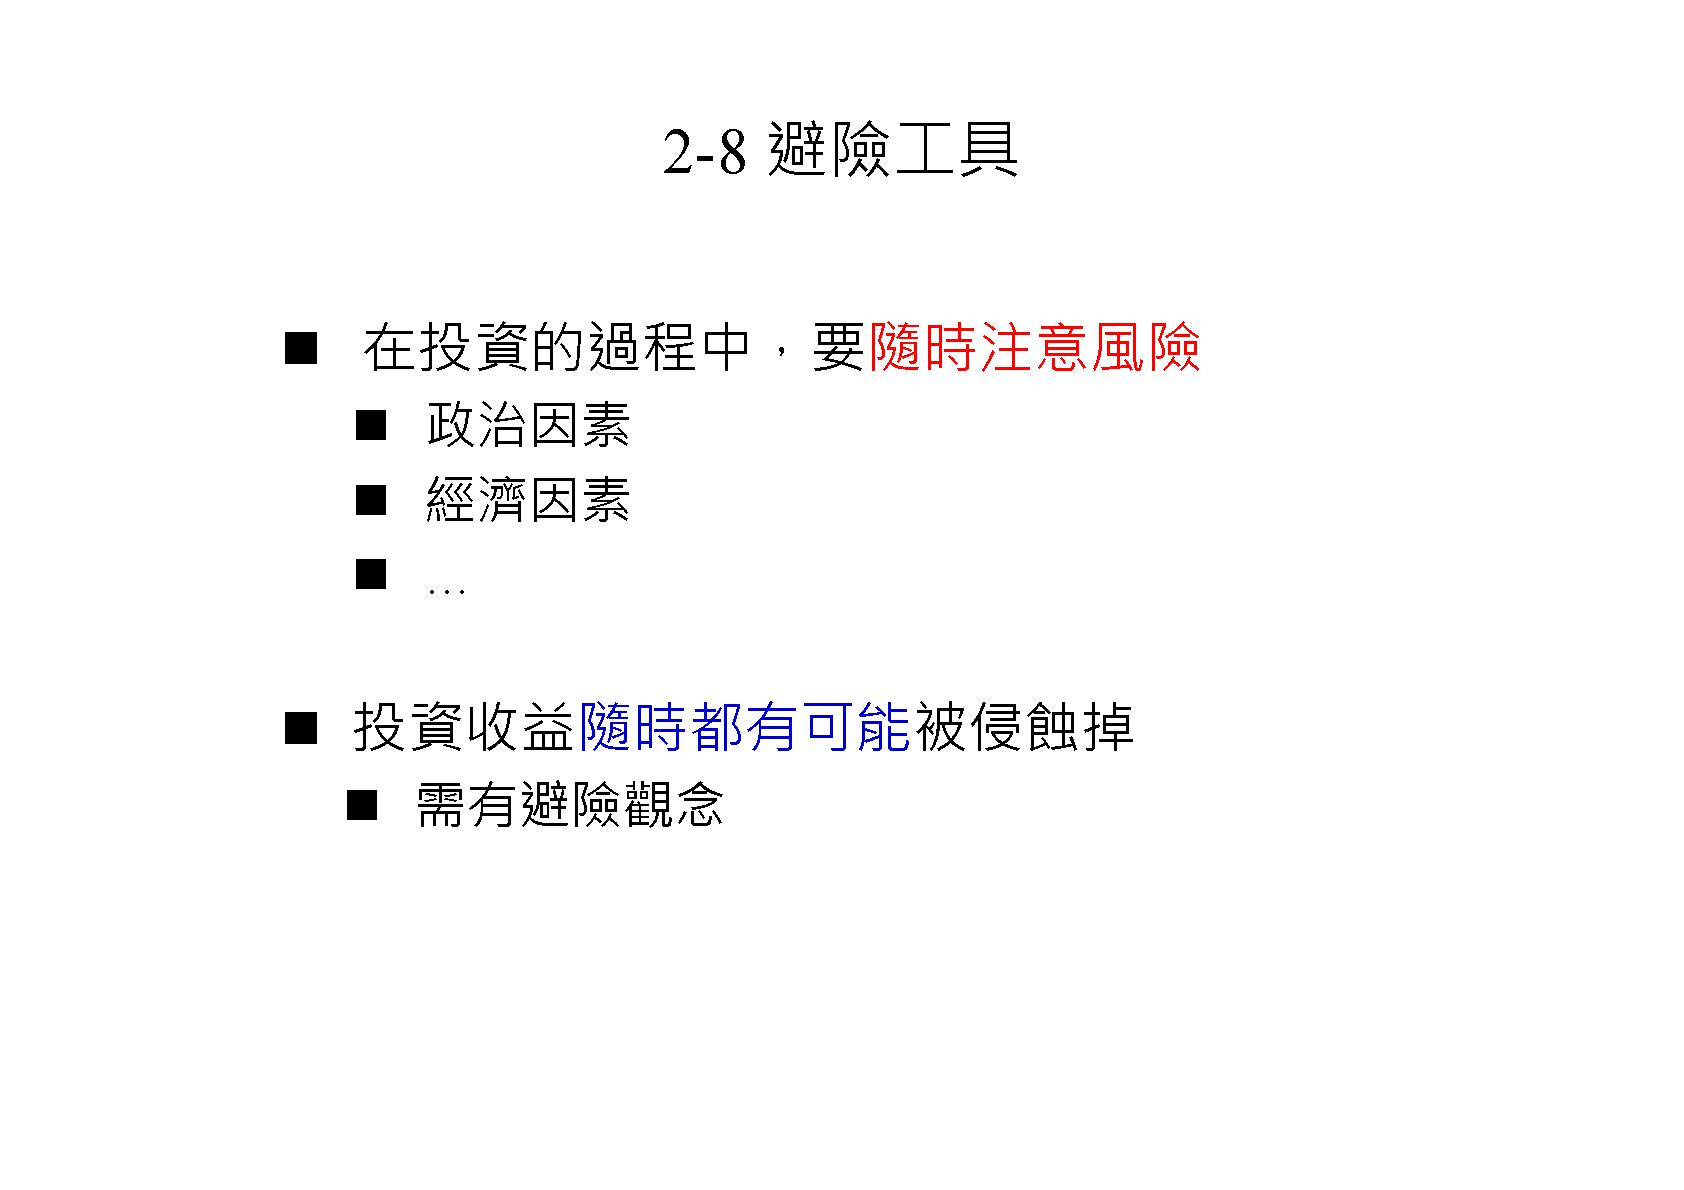 2-8 避險工具
■ 在投資的過程中，要隨時注意風險
■ 政治因素
■ 經濟因素
■ …
■ 投資收益隨時都有可能被侵蝕掉
■ 需有避險觀念